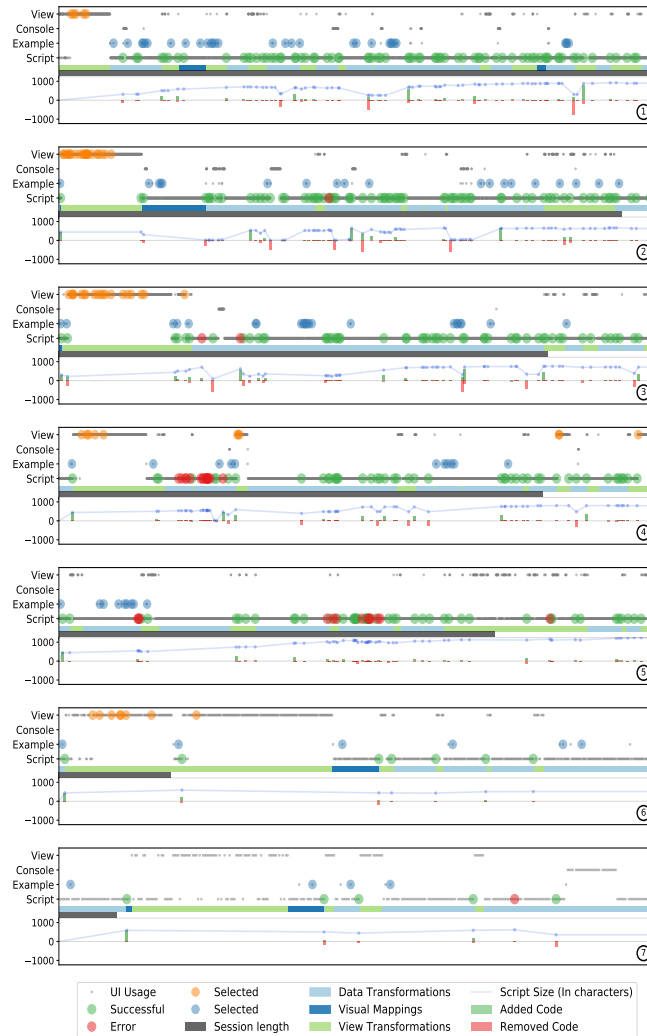 View
Console
Example
Script
1000
0
−1000
1
View
Console
Example
Script
1000
0
−1000
2
View
Console
Example
Script
1000
0
−1000
3
View
Console
Example
Script
1000
0
−1000
4
View
Console
Example
Script
1000
0
−1000
5
View
Console
Example
Script
1000
0
−1000
6
View
Console
Example
Script
1000
0
−1000
7
UI Usage Selected Data Transformations Script Size (In characters)
Successful Selected Visual Mappings Added Code
Error Session length View Transformations Removed Code